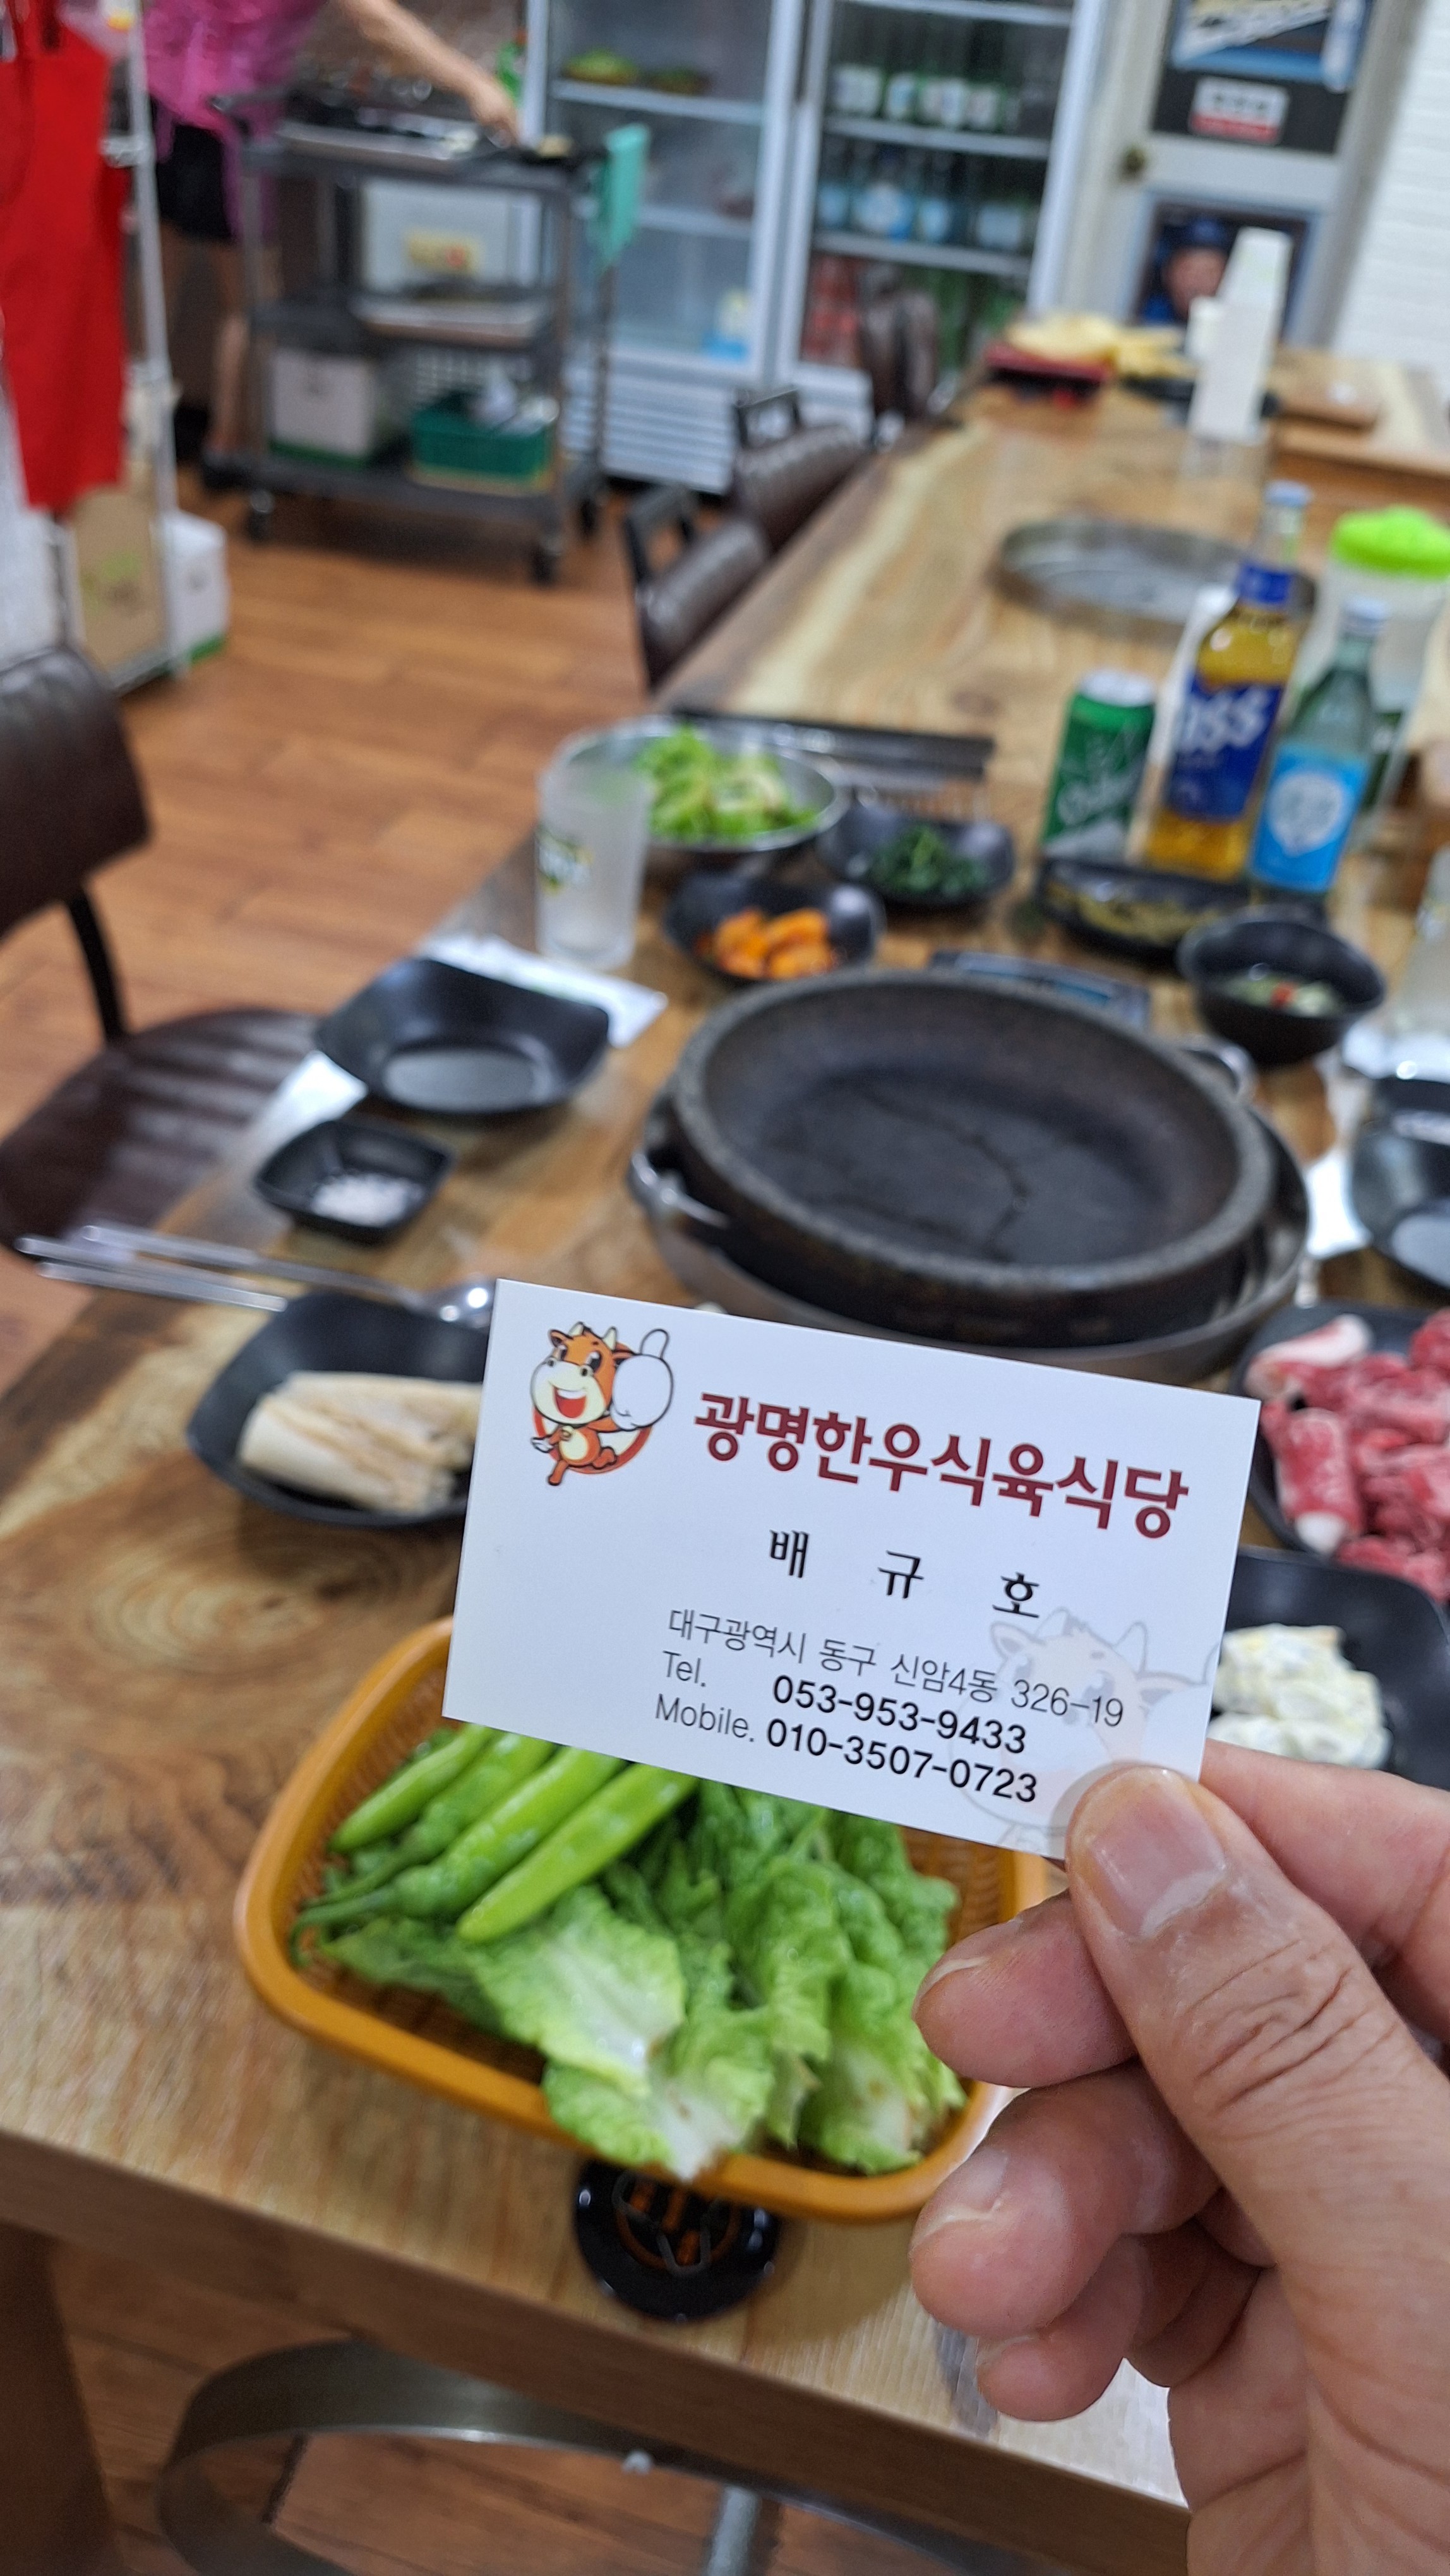 광명한우식육식당
배 규 호
대구광역시 동구 신암4동 326-19
Tel. 053-953-9433
Mobile. 010-3507-0723